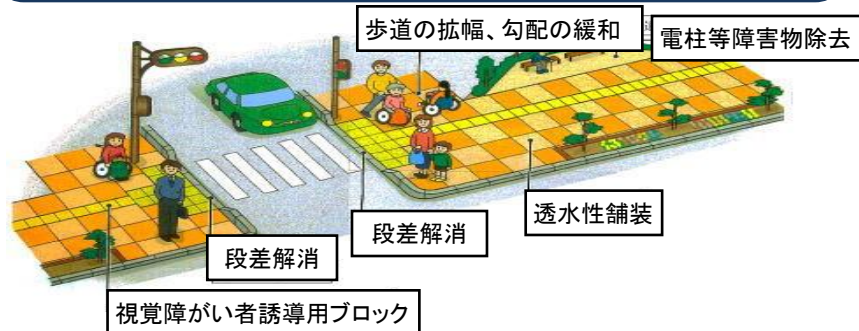 歩道の拡幅、勾配の緩和
電柱等障害物除去
透水性舗装
段差解消
段差解消
視覚障がい者誘導用ブロック